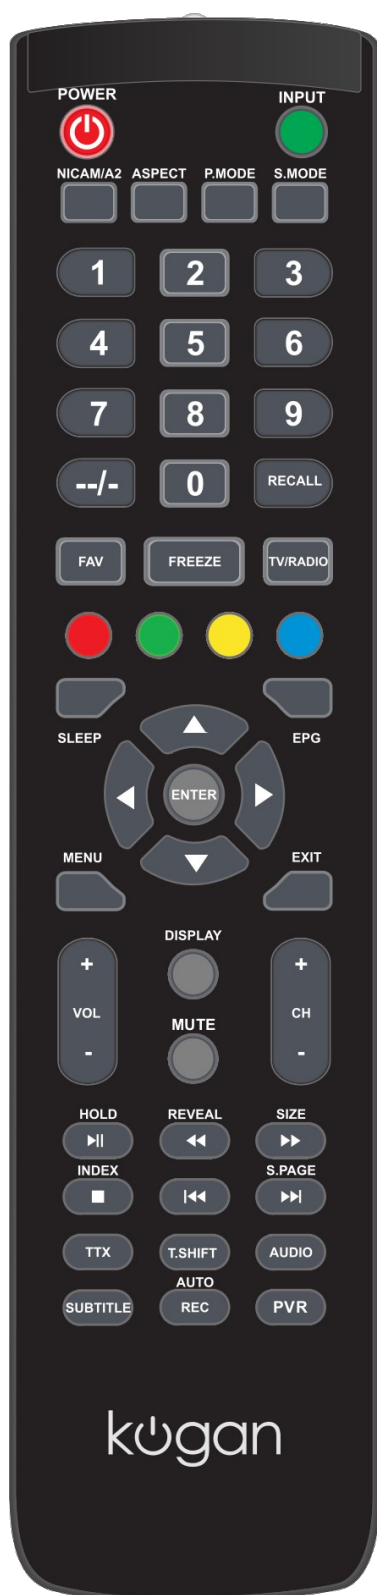 POWER INPUT
NICAM/A2 ASPECT P.MODE S.MODE
1 2 3
4 5 6
7 8 9
--/- 0 RECALL
FAV FREEZE TV/RADIO
SLEEP EPG
ENTER
MENU EXIT
DISPLAY
+ +
VOL CH
MUTE
- -
HOLD REVEAL SIZE
INDEX S.PAGE
TTX T.SHIFT AUDIO
AUTO
SUBTITLE REC PVR
kogan